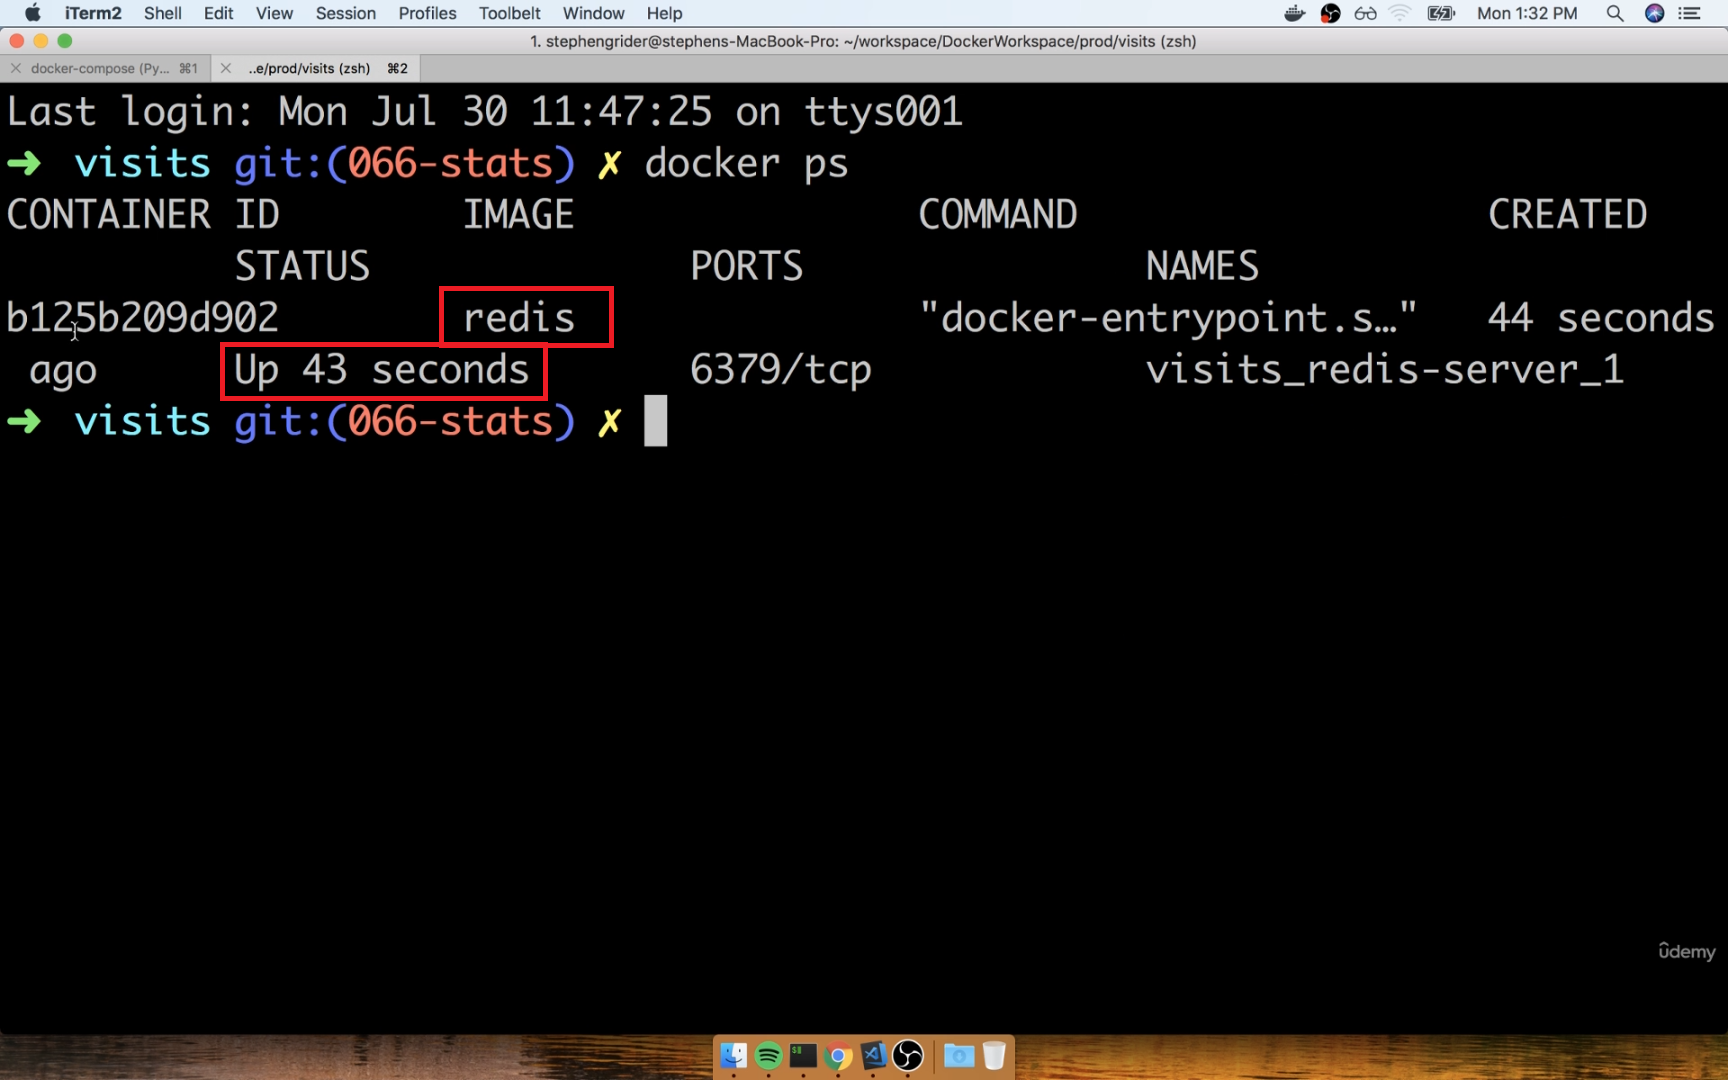 iTerm2 Shell Edit View Session Profiles Toolbelt Window Help Mon 1:32 PM
1. stephengrider@stephens-MacBook-Pro: ~/workspace/DockerWorkspace/prod/visits (zsh)
docker-compose (Py... ⌘1 ..e/prod/visits (zsh) ⌘2
Last login: Mon Jul 30 11:47:25 on ttys001
➜ visits git:(066-stats) ✗ docker ps
CONTAINER ID IMAGE COMMAND CREATED
STATUS PORTS NAMES
b125b209d902 redis "docker-entrypoint.s…" 44 seconds
ago Up 43 seconds 6379/tcp visits_redis-server_1
➜ visits git:(066-stats) ✗
ûdemy